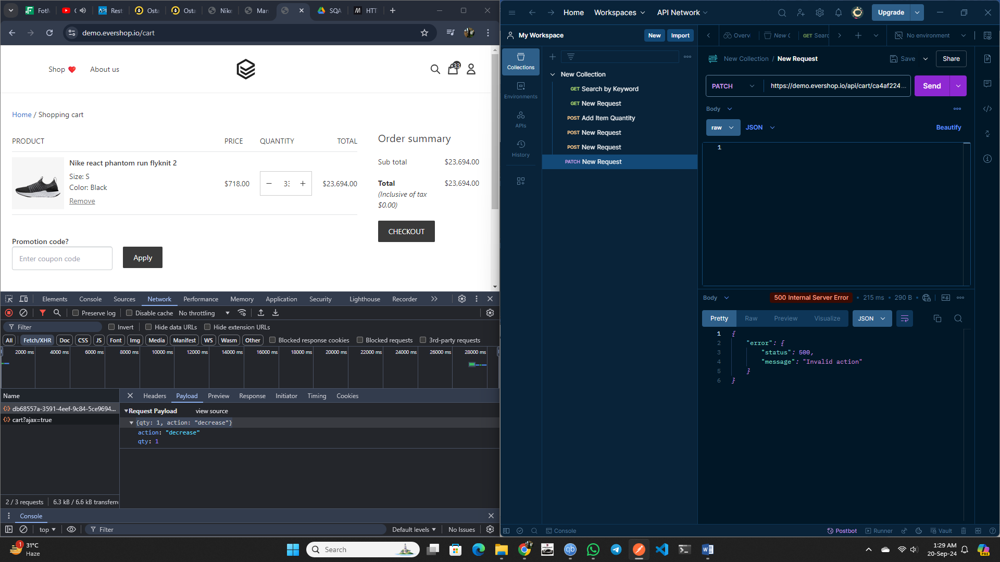 FotM
Rest
Osta
Osta
Nike
Man
SQA
HTT
demo.evershop.io/cart
Shop
About us
33
Home / Shopping cart
PRODUCT
PRICE
QUANTITY
TOTAL
Nike react phantom run flyknit 2
Size: S
Color: Black
Remove
$718.00
33
$23,694.00
Order summary
Sub total
$23,694.00
Total
$23,694.00
(Inclusive of tax
$0.00)
CHECKOUT
Promotion code?
Enter coupon code
Apply
Elements
Console
Sources
Network
Performance
Memory
Application
Security
Lighthouse
Recorder
Preserve log
Disable cache
No throttling
Filter
Invert
Hide data URLs
Hide extension URLs
All
Fetch/XHR
Doc
CSS
JS
Font
Img
Media
Manifest
WS
Wasm
Other
Blocked response cookies
Blocked requests
3rd-party requests
2000 ms
4000 ms
6000 ms
8000 ms
10000 ms
12000 ms
14000 ms
16000 ms
18000 ms
20000 ms
22000 ms
24000 ms
26000 ms
28000 ms
Name
Headers
Payload
Preview
Response
Initiator
Timing
Cookies
db68557a-3591-4eef-9c84-5ce9694...
cart?ajax=true
Request Payload
view source
{qty: 1, action: "decrease"}
action: "decrease"
qty: 1
2 / 3 requests
6.3 kB / 6.6 kB transferre
Console
top
Filter
Default levels
No Issues
Home
Workspaces
API Network
Upgrade
My Workspace
New
Import
Overvi
New C
GET Searc
No environment
Collections
Environments
APIs
History
New Collection
GET Search by Keyword
GET New Request
POST Add Item Quantity
POST New Request
POST New Request
PATCH New Request
HTTP
New Collection / New Request
Save
Share
PATCH
https://demo.evershop.io/api/cart/ca4af224...
Send
Body
raw
JSON
Beautify
1
Body
500 Internal Server Error
215 ms
290 B
Pretty
Raw
Preview
Visualize
JSON
1 {
2 "error": {
3 "status": 500,
4 "message": "Invalid action"
5 }
6 }
Console
Postbot
Runner
Vault
1
31°C
Haze
Search
1:29 AM
20-Sep-24
PRE